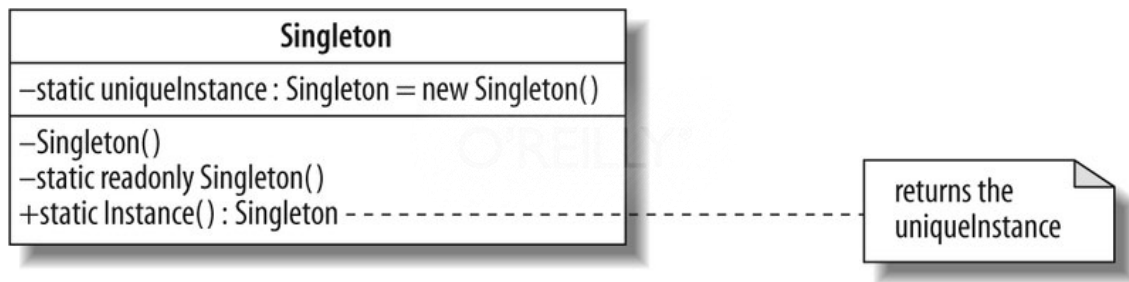 Singleton
–static uniqueInstance : Singleton = new Singleton()
–Singleton()
–static readonly Singleton()
+static Instance() : Singleton
returns the
uniqueInstance
O'REILLY